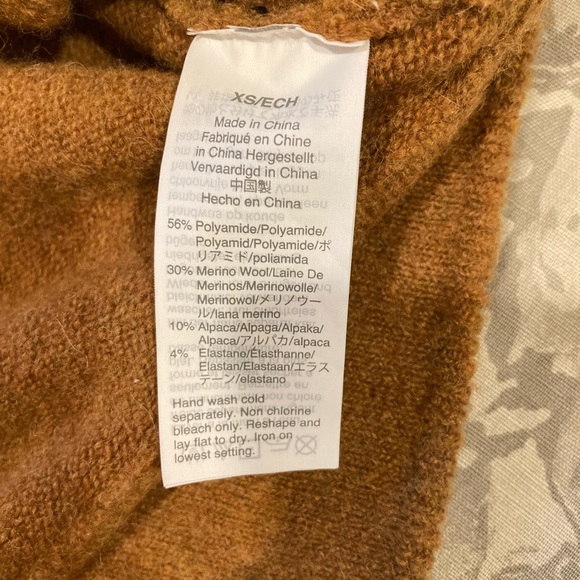 XS/ECH
Made in China
Fabriqué en Chine
in China Hergestellt
Vervaardigd in China
中国製
Hecho en China
56% Polyamide/Polyamide/
Polyamid/Polyamide/ポ
リアミド/poliamida
30% Merino Wool/Laine De
Merinos/Merinowolle/
Merinowol/メリノウー
ル/lana merino
10% Alpaca/Alpaga/Alpaka/
Alpaca/アルパカ/alpaca
4% Elastane/Élasthanne/
Elastan/Elastaan/エラス
テーン/elastano
Hand wash cold
separately. Non chlorine
bleach only. Reshape and
lay flat to dry. Iron on
lowest setting.